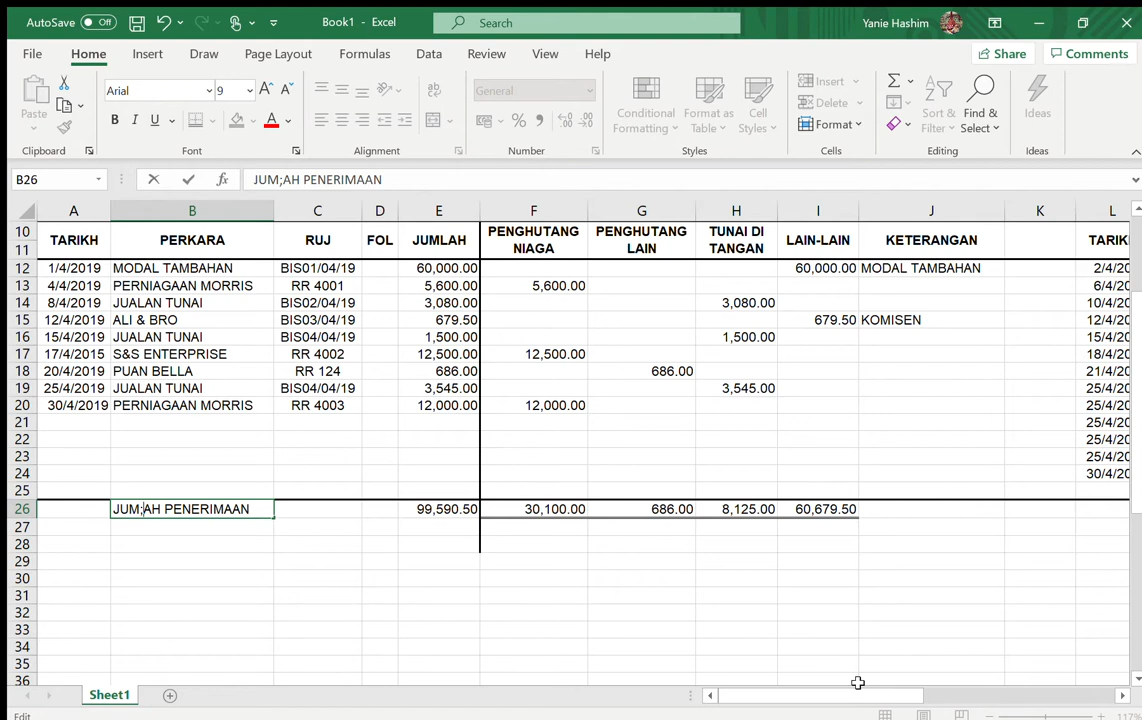 AutoSave Off Book1 - Excel Search Yanie Hashim
File Home Insert Draw Page Layout Formulas Data Review View Help Share Comments
Paste Arial 9 General Conditional Formatting Format as Table Cell Styles Insert Delete Format Sort & Filter Find & Select Ideas
Clipboard Font Alignment Number Styles Cells Editing Ideas
B26 fx JUM;AH PENERIMAAN
A B C D E F G H I J K L
10 PENGHUTANG PENGHUTANG TUNAI DI
TARIKH PERKARA RUJ FOL JUMLAH LAIN-LAIN KETERANGAN
11 NIAGA LAIN TANGAN
12 1/4/2019 MODAL TAMBAHAN BIS01/04/19 60,000.00 60,000.00 MODAL TAMBAHAN 2/4/20
13 4/4/2019 PERNIAGAAN MORRIS RR 4001 5,600.00 5,600.00 6/4/20
14 8/4/2019 JUALAN TUNAI BIS02/04/19 3,080.00 3,080.00 10/4/20
15 12/4/2019 ALI & BRO BIS03/04/19 679.50 679.50 KOMISEN 12/4/20
16 15/4/2019 JUALAN TUNAI BIS04/04/19 1,500.00 1,500.00 15/4/20
17 17/4/2015 S&S ENTERPRISE RR 4002 12,500.00 12,500.00 18/4/20
18 20/4/2019 PUAN BELLA RR 124 686.00 686.00 21/4/20
19 25/4/2019 JUALAN TUNAI BIS04/04/19 3,545.00 3,545.00 25/4/20
20 30/4/2019 PERNIAGAAN MORRIS RR 4003 12,000.00 12,000.00 25/4/20
21 25/4/20
22 25/4/20
23 25/4/20
24 30/4/20
25
26 JUM;AH PENERIMAAN 99,590.50 30,100.00 686.00 8,125.00 60,679.50
27
28
29
30
31
32
33
34
35
36
Sheet1
Edit 117%